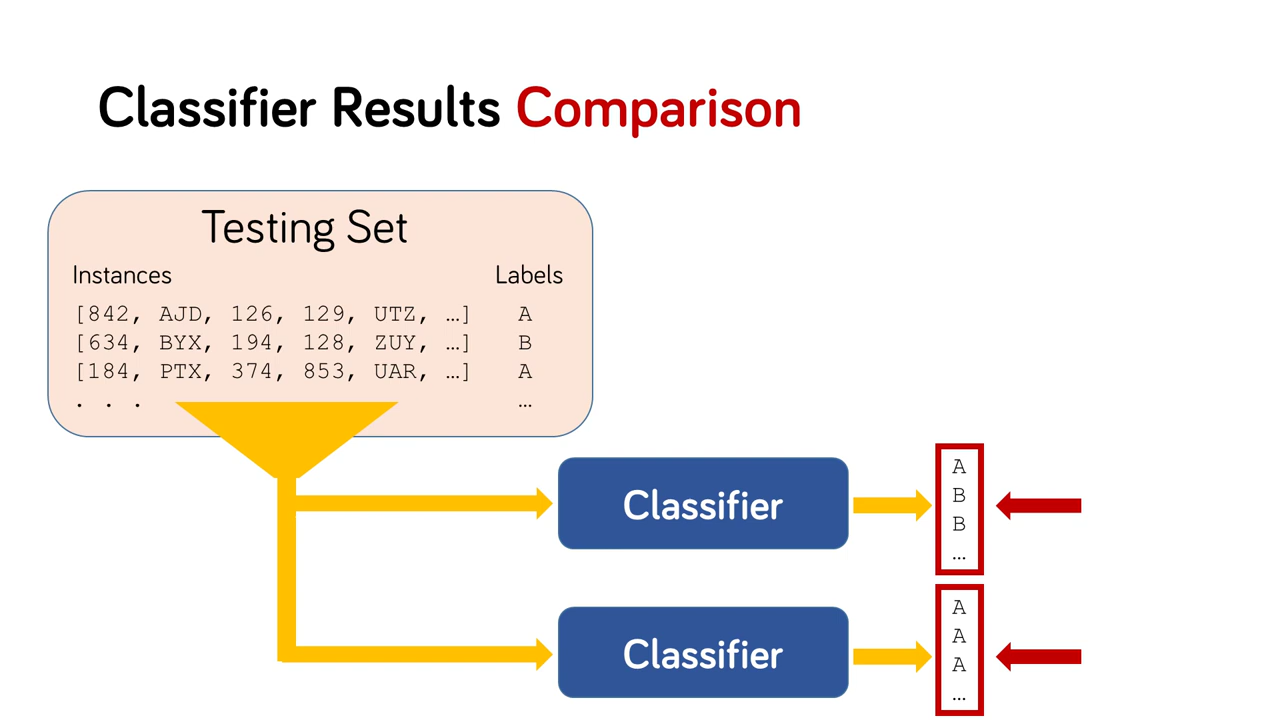 Classifier Results Comparison
Testing Set
Instances Labels
[842, AJD, 126, 129, UTZ, …] A
[634, BYX, 194, 128, ZUY, …] B
[184, PTX, 374, 853, UAR, …] A
. . . …
Classifier
A
B
B
…
Classifier
A
A
A
…